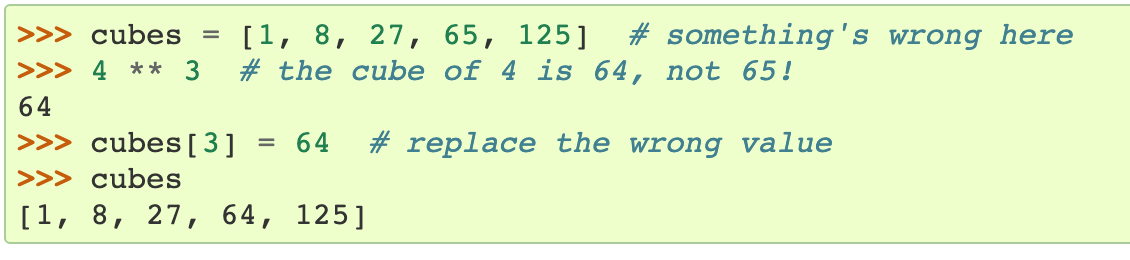 >>> cubes = [1, 8, 27, 65, 125]  # something's wrong here
>>> 4 ** 3  # the cube of 4 is 64, not 65!
64
>>> cubes[3] = 64  # replace the wrong value
>>> cubes
[1, 8, 27, 64, 125]